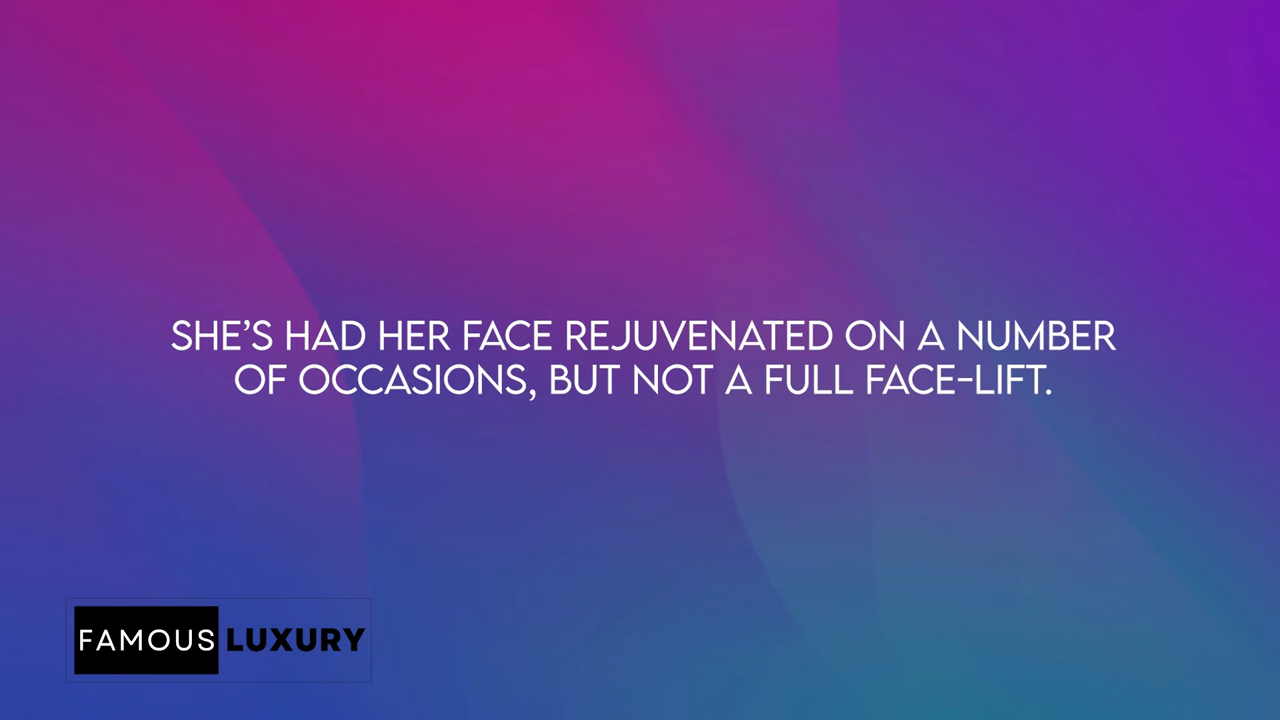 SHE’S HAD HER FACE REJUVENATED ON A NUMBER
OF OCCASIONS, BUT NOT A FULL FACE-LIFT.
FAMOUS LUXURY